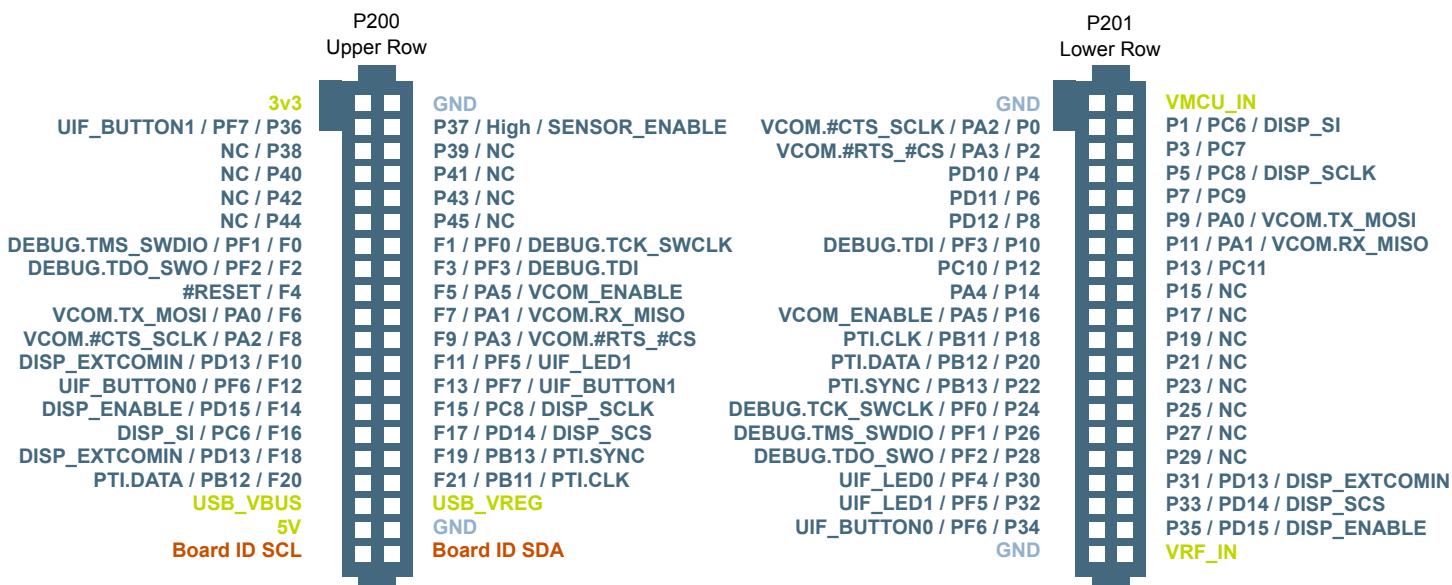 P200
Upper Row
3v3 GND
UIF_BUTTON1 / PF7 / P36 P37 / High / SENSOR_ENABLE
NC / P38 P39 / NC
NC / P40 P41 / NC
NC / P42 P43 / NC
NC / P44 P45 / NC
DEBUG.TMS_SWDIO / PF1 / F0 F1 / PF0 / DEBUG.TCK_SWCLK
DEBUG.TDO_SWO / PF2 / F2 F3 / PF3 / DEBUG.TDI
#RESET / F4 F5 / PA5 / VCOM_ENABLE
VCOM.TX_MOSI / PA0 / F6 F7 / PA1 / VCOM.RX_MISO
VCOM.#CTS_SCLK / PA2 / F8 F9 / PA3 / VCOM.#RTS_#CS
DISP_EXTCOMIN / PD13 / F10 F11 / PF5 / UIF_LED1
UIF_BUTTON0 / PF6 / F12 F13 / PF7 / UIF_BUTTON1
DISP_ENABLE / PD15 / F14 F15 / PC8 / DISP_SCLK
DISP_SI / PC6 / F16 F17 / PD14 / DISP_SCS
DISP_EXTCOMIN / PD13 / F18 F19 / PB13 / PTI.SYNC
PTI.DATA / PB12 / F20 F21 / PB11 / PTI.CLK
USB_VBUS USB_VREG
5V GND
Board ID SCL Board ID SDA
P201
Lower Row
GND VMCU_IN
VCOM.#CTS_SCLK / PA2 / P0 P1 / PC6 / DISP_SI
VCOM.#RTS_#CS / PA3 / P2 P3 / PC7
PD10 / P4 P5 / PC8 / DISP_SCLK
PD11 / P6 P7 / PC9
PD12 / P8 P9 / PA0 / VCOM.TX_MOSI
DEBUG.TDI / PF3 / P10 P11 / PA1 / VCOM.RX_MISO
PC10 / P12 P13 / PC11
PA4 / P14 P15 / NC
VCOM_ENABLE / PA5 / P16 P17 / NC
PTI.CLK / PB11 / P18 P19 / NC
PTI.DATA / PB12 / P20 P21 / NC
PTI.SYNC / PB13 / P22 P23 / NC
DEBUG.TCK_SWCLK / PF0 / P24 P25 / NC
DEBUG.TMS_SWDIO / PF1 / P26 P27 / NC
DEBUG.TDO_SWO / PF2 / P28 P29 / NC
UIF_LED0 / PF4 / P30 P31 / PD13 / DISP_EXTCOMIN
UIF_LED1 / PF5 / P32 P33 / PD14 / DISP_SCS
UIF_BUTTON0 / PF6 / P34 P35 / PD15 / DISP_ENABLE
GND VRF_IN